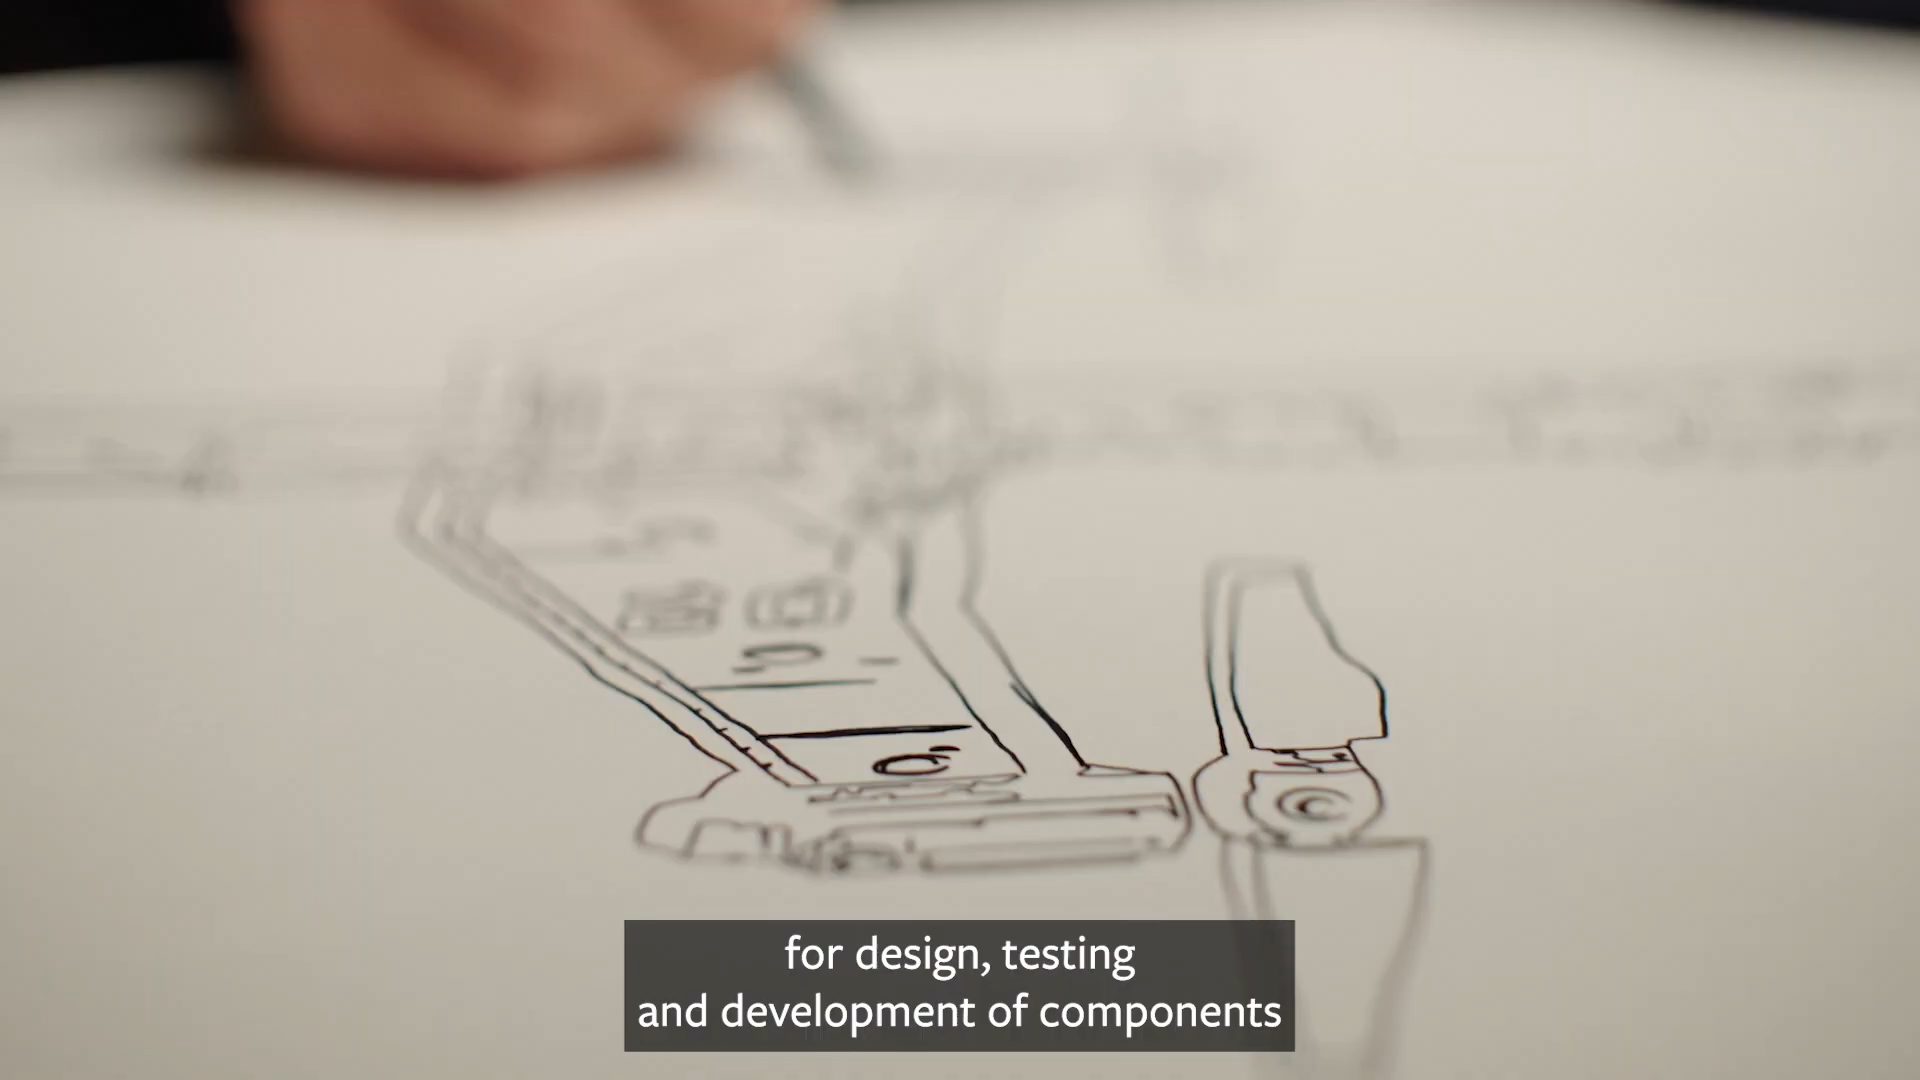 for design, testing
and development of components